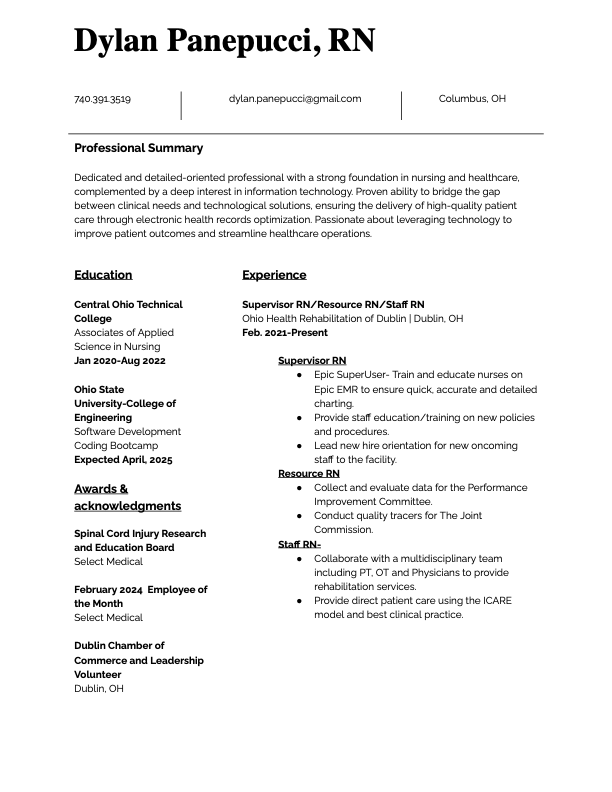 Dylan Panepucci, RN
740.391.3519
dylan.panepucci@gmail.com
Columbus, OH
Professional Summary
Dedicated and detailed-oriented professional with a strong foundation in nursing and healthcare,
complemented by a deep interest in information technology. Proven ability to bridge the gap
between clinical needs and technological solutions, ensuring the delivery of high-quality patient
care through electronic health records optimization. Passionate about leveraging technology to
improve patient outcomes and streamline healthcare operations.
Education
Central Ohio Technical
College
Associates of Applied
Science in Nursing
Jan 2020-Aug 2022
Ohio State
University-College of
Engineering
Software Development
Coding Bootcamp
Expected April, 2025
Awards &
acknowledgments
Spinal Cord Injury Research
and Education Board
Select Medical
February 2024 Employee of
the Month
Select Medical
Dublin Chamber of
Commerce and Leadership
Volunteer
Dublin, OH
Experience
Supervisor RN/Resource RN/Staff RN
Ohio Health Rehabilitation of Dublin | Dublin, OH
Feb. 2021-Present
Supervisor RN
● Epic SuperUser- Train and educate nurses on
Epic EMR to ensure quick, accurate and detailed
charting.
● Provide staff education/training on new policies
and procedures.
● Lead new hire orientation for new oncoming
staff to the facility.
Resource RN
● Collect and evaluate data for the Performance
Improvement Committee.
● Conduct quality tracers for The Joint
Commission.
Staff RN-
● Collaborate with a multidisciplinary team
including PT, OT and Physicians to provide
rehabilitation services.
● Provide direct patient care using the ICARE
model and best clinical practice.